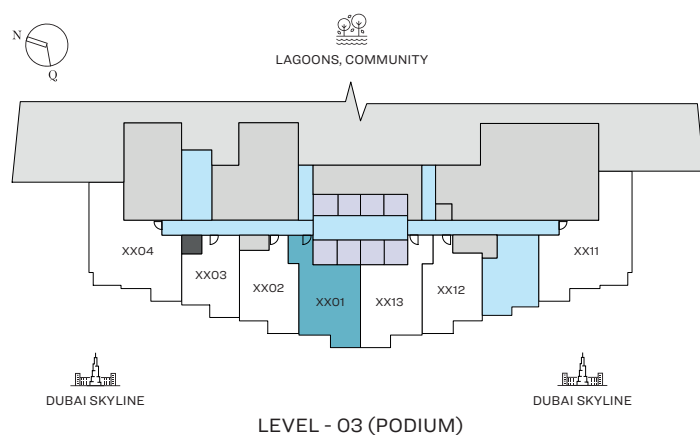 N
Q
LAGOONS, COMMUNITY
XX04
XX03
XX02
XX01
XX13
XX12
XX11
DUBAI SKYLINE
DUBAI SKYLINE
LEVEL - 03 (PODIUM)